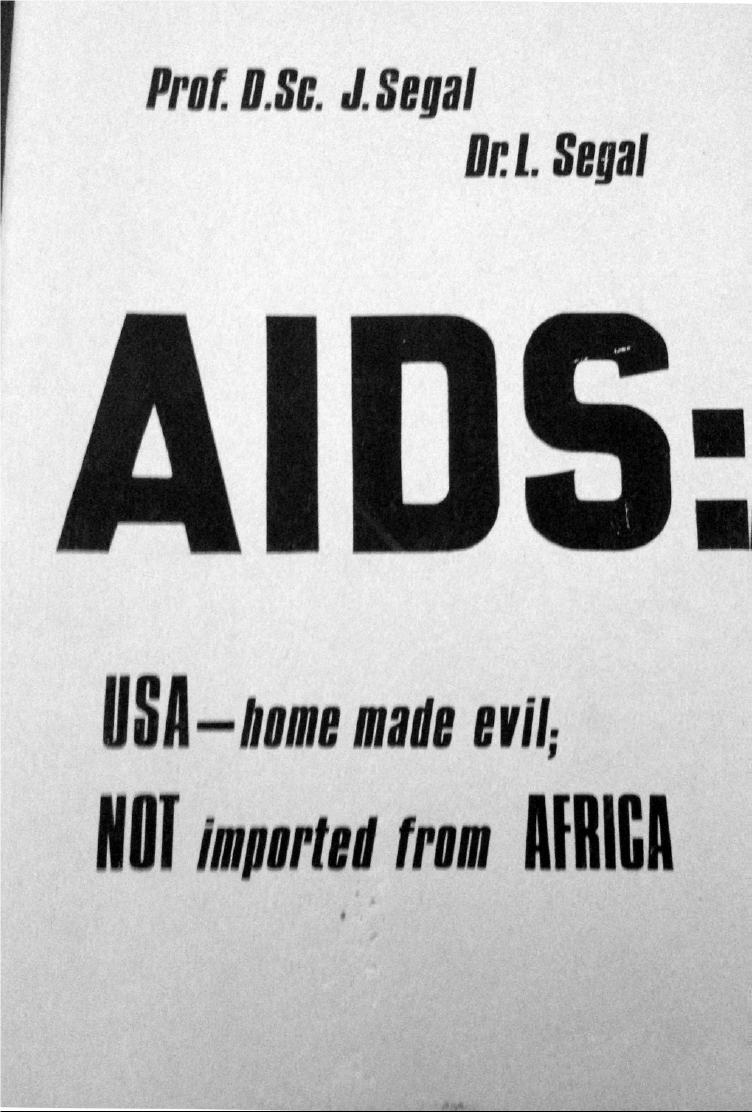 Prof. D.Sc. J. Segal
Dr. L. Segal
AIDS:
USA—home made evil;
NOT imported from AFRICA